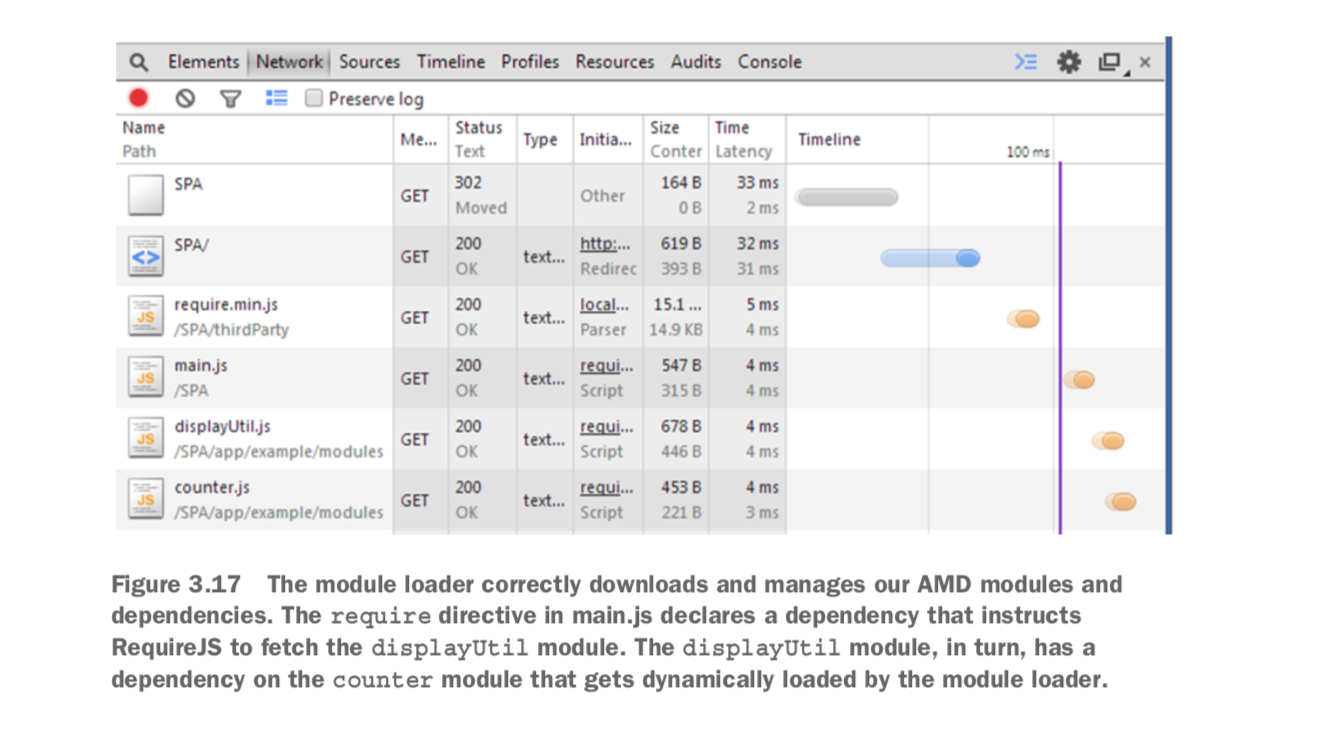 Elements Network Sources Timeline Profiles Resources Audits Console
Preserve log
Name Path Me... Status Text Type Initia... Size Conter Time Latency Timeline 100 ms
SPA GET 302 Moved Other 164 B 0 B 33 ms 2 ms
SPA/ GET 200 OK text... http:... Redirec 619 B 393 B 32 ms 31 ms
require.min.js /SPA/thirdParty GET 200 OK text... local... Parser 15.1 ... 14.9 KB 5 ms 4 ms
main.js /SPA GET 200 OK text... requi... Script 547 B 315 B 4 ms 4 ms
displayUtil.js /SPA/app/example/modules GET 200 OK text... requi... Script 678 B 446 B 4 ms 4 ms
counter.js /SPA/app/example/modules GET 200 OK text... requi... Script 453 B 221 B 4 ms 3 ms
Figure 3.17 The module loader correctly downloads and manages our AMD modules and
dependencies. The require directive in main.js declares a dependency that instructs
RequireJS to fetch the displayUtil module. The displayUtil module, in turn, has a
dependency on the counter module that gets dynamically loaded by the module loader.